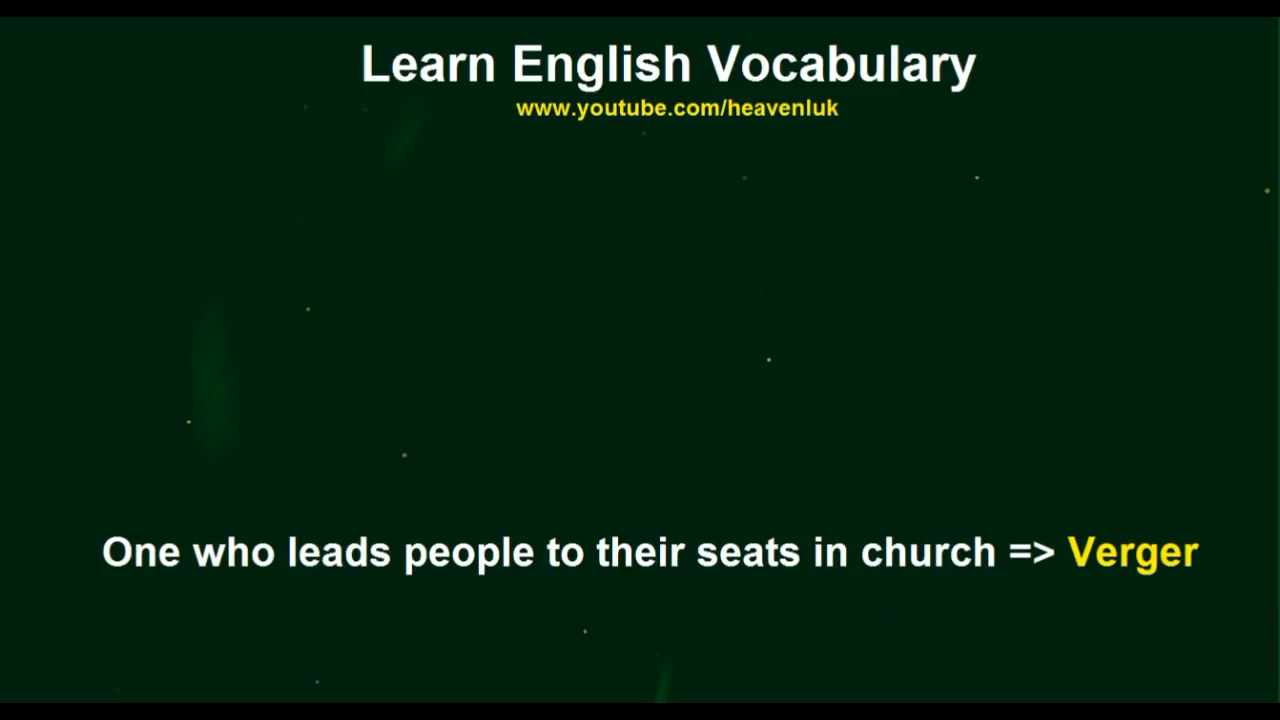 Learn English Vocabulary
www.youtube.com/heavenluk
One who leads people to their seats in church => Verger